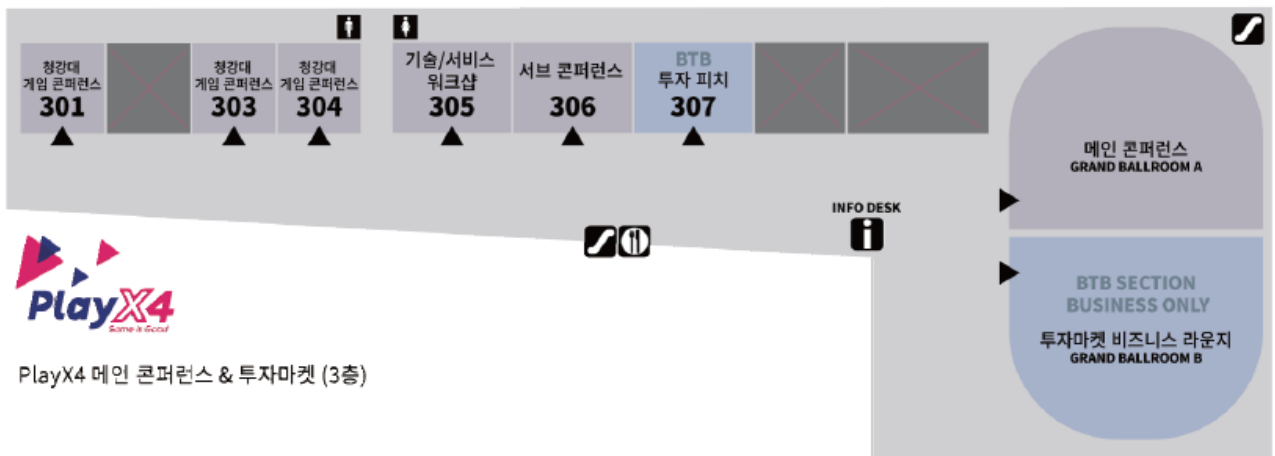 청강대
게임 콘퍼런스
301
청강대
게임 콘퍼런스
303
청강대
게임 콘퍼런스
304
기술/서비스
워크샵
305
서브 콘퍼런스
306
BTB
투자 피치
307
메인 콘퍼런스
GRAND BALLROOM A
INFO DESK
BTB SECTION
BUSINESS ONLY
투자마켓 비즈니스 라운지
GRAND BALLROOM B
PlayX4
Game is Good!
PlayX4 메인 콘퍼런스 & 투자마켓 (3층)